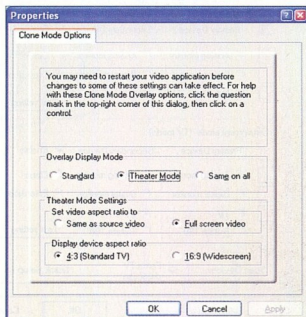 Properties
Clone Mode Options
You may need to restart your video application before
changes to some of these settings can take effect. For help
with these Clone Mode Overlay options, click the question
mark in the top-right corner of this dialog, then click on a
control.
Overlay Display Mode
Standard Theater Mode Same on all
Theater Mode Settings
Set video aspect ratio to
Same as source video Full screen video
Display device aspect ratio
4:3 (Standard TV) 16:9 (Widescreen)
OK Cancel Apply